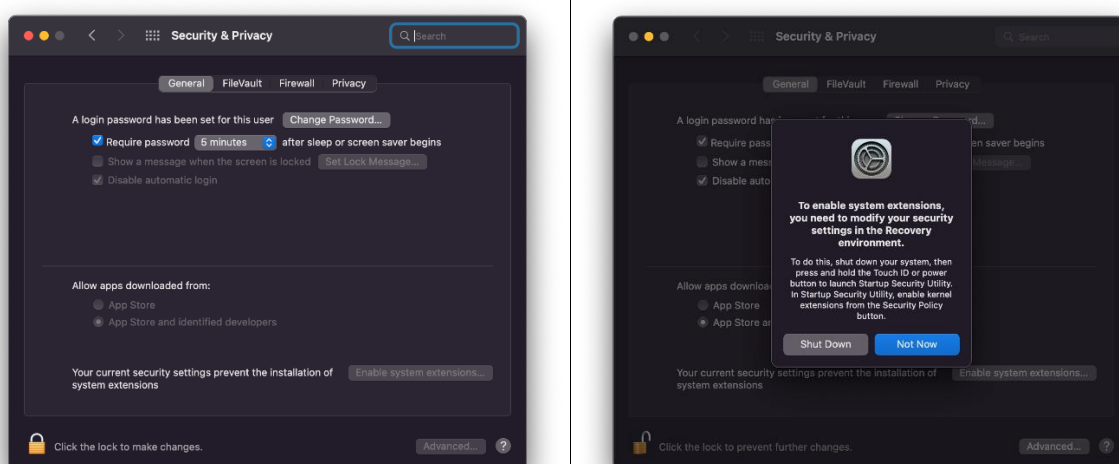 Security & Privacy
Search
General FileVault Firewall Privacy
A login password has been set for this user Change Password...
Require password 5 minutes after sleep or screen saver begins
Show a message when the screen is locked Set Lock Message...
Disable automatic login
Allow apps downloaded from:
App Store
App Store and identified developers
Your current security settings prevent the installation of
system extensions
Enable system extensions...
Click the lock to make changes.
Advanced... ?
Security & Privacy
Search
General FileVault Firewall Privacy
A login password
Require en saver begins
Show a Message...
Disable
To enable system extensions,
you need to modify your security
settings in the Recovery
environment.
To do this, shut down your system, then
press and hold the Touch ID or power
button to launch Startup Security Utility.
In Startup Security Utility, enable kernel
extensions from the Security Policy
button.
Shut Down Not Now
Allow apps
App Store
App Store
Your current security settings prevent the installation of
system extensions
Enable system extensions...
Click the lock to prevent further changes.
Advanced... ?